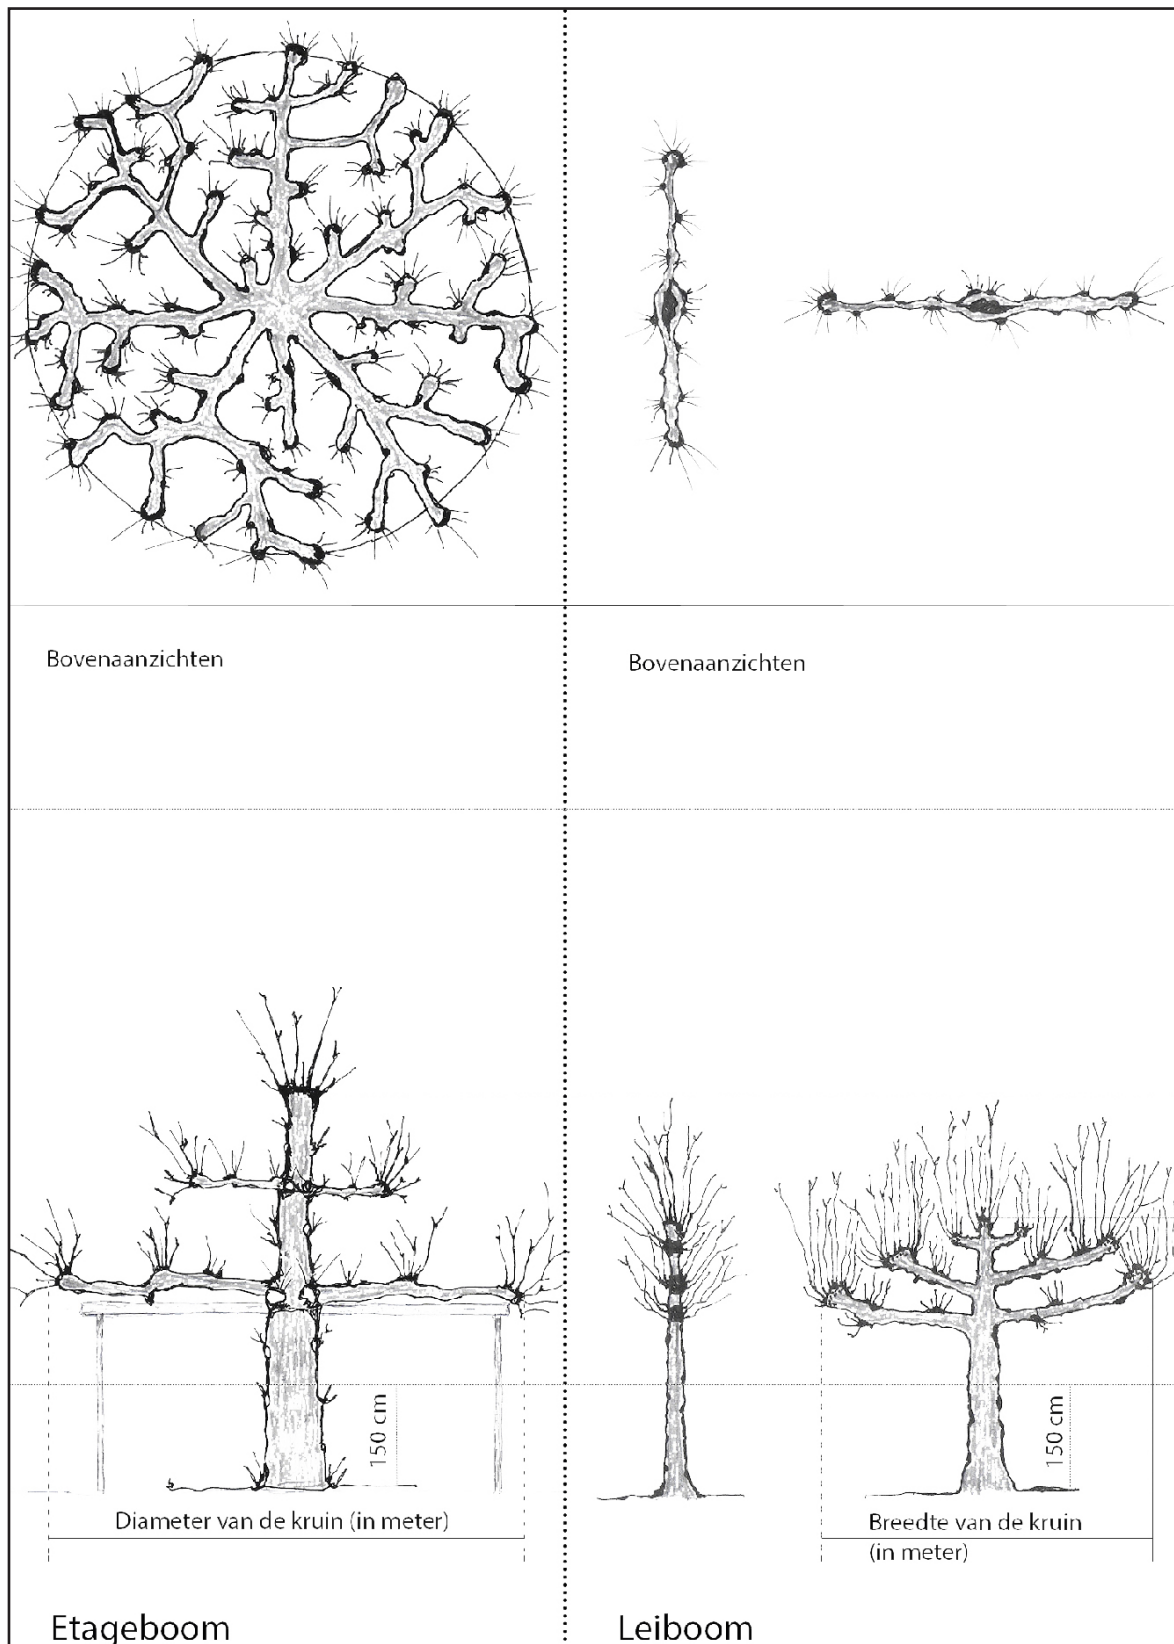 Bovenaanzichten
150 cm
Diameter van de kruin (in meter)
Etageboom
Bovenaanzichten
150 cm
Breedte van de kruin
(in meter)
Leiboom